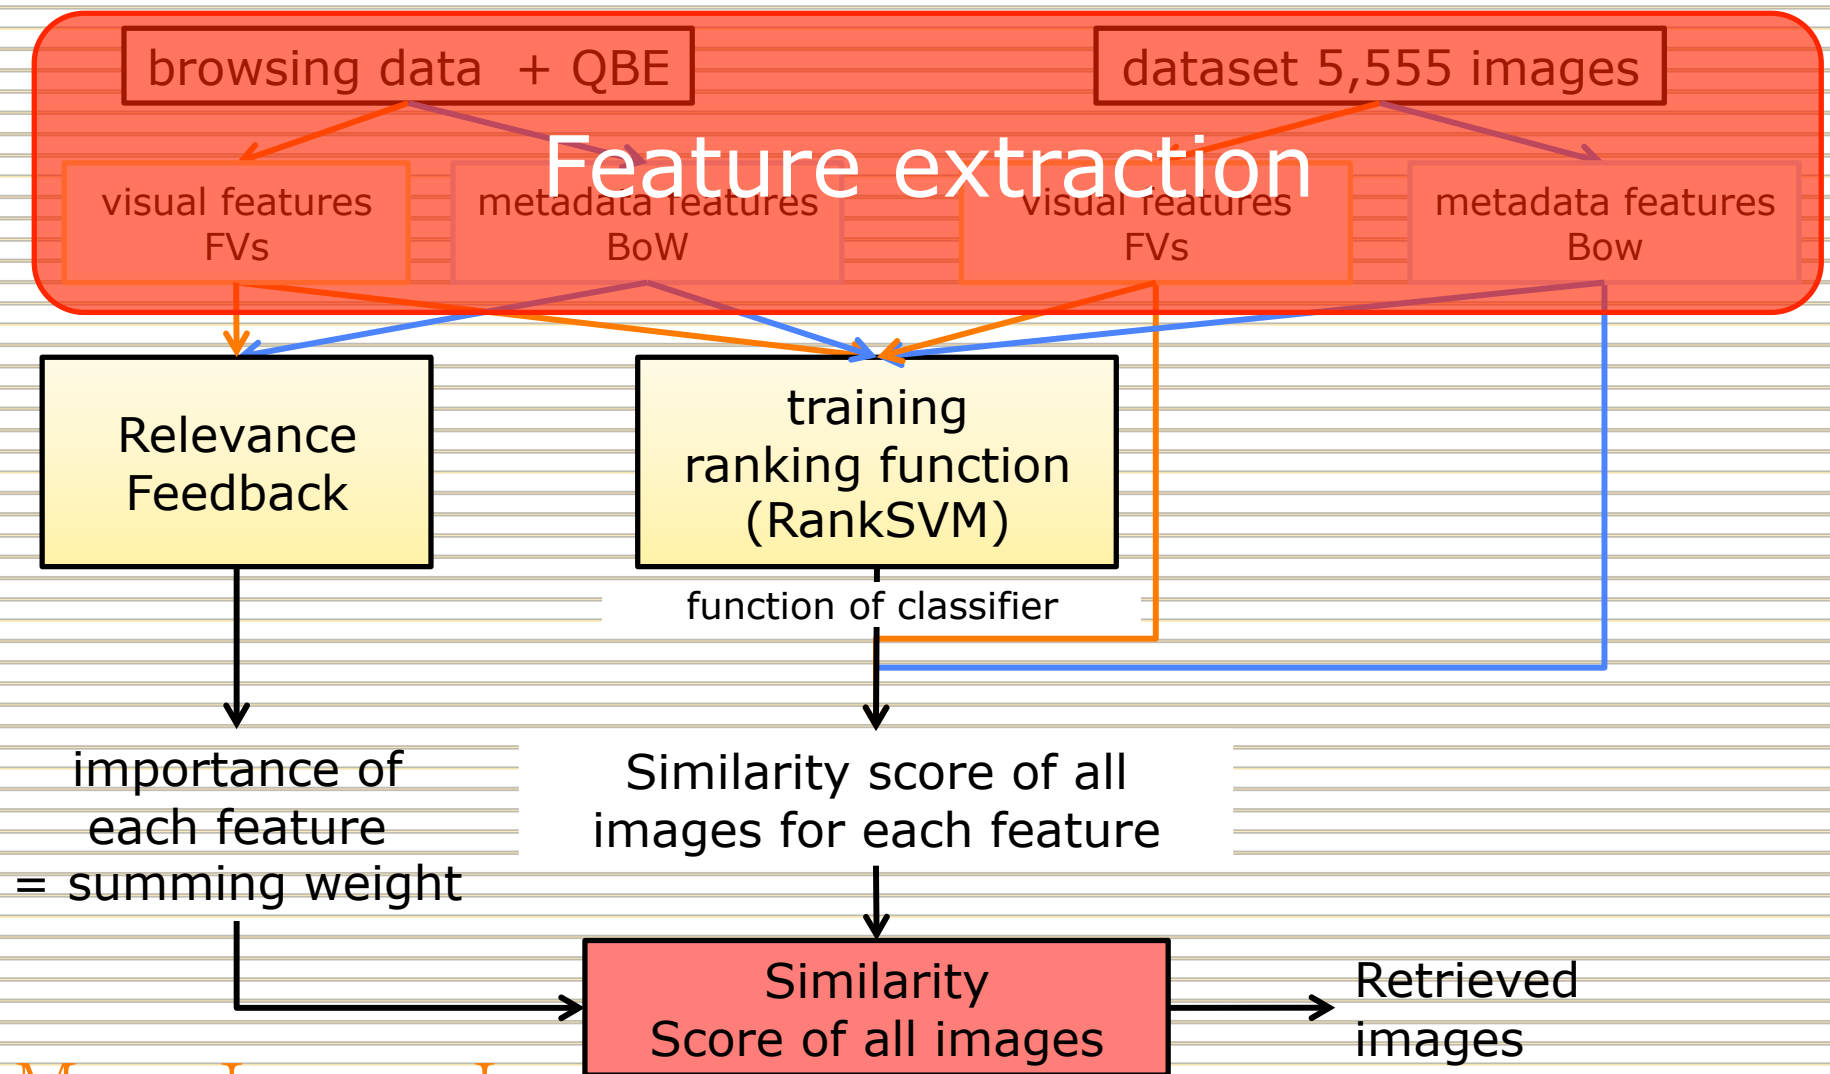 browsing data + QBE
dataset 5,555 images
Feature extraction
visual features
FVs
metadata features
BoW
visual features
FVs
metadata features
Bow
Relevance
Feedback
training
ranking function
(RankSVM)
function of classifier
importance of
each feature
= summing weight
Similarity score of all
images for each feature
Similarity
Score of all images
Retrieved
images